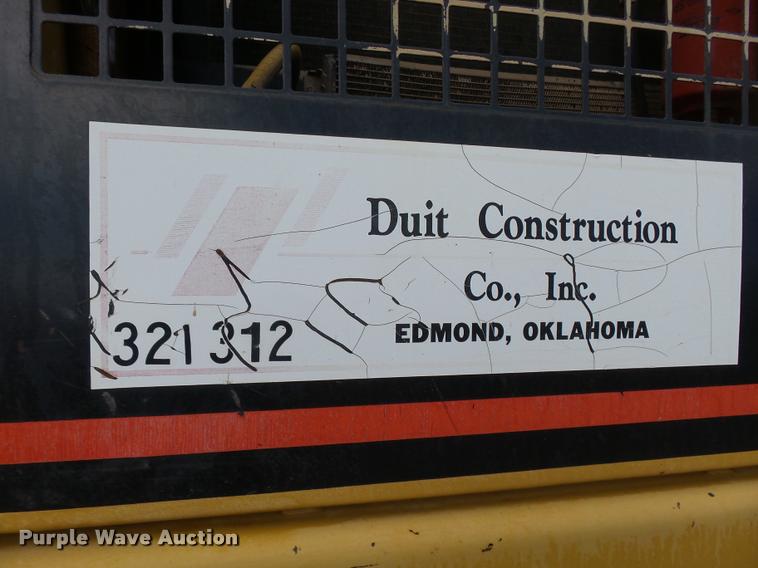 Duit Construction
Co., Inc.
321312
EDMOND, OKLAHOMA
Purple Wave Auction